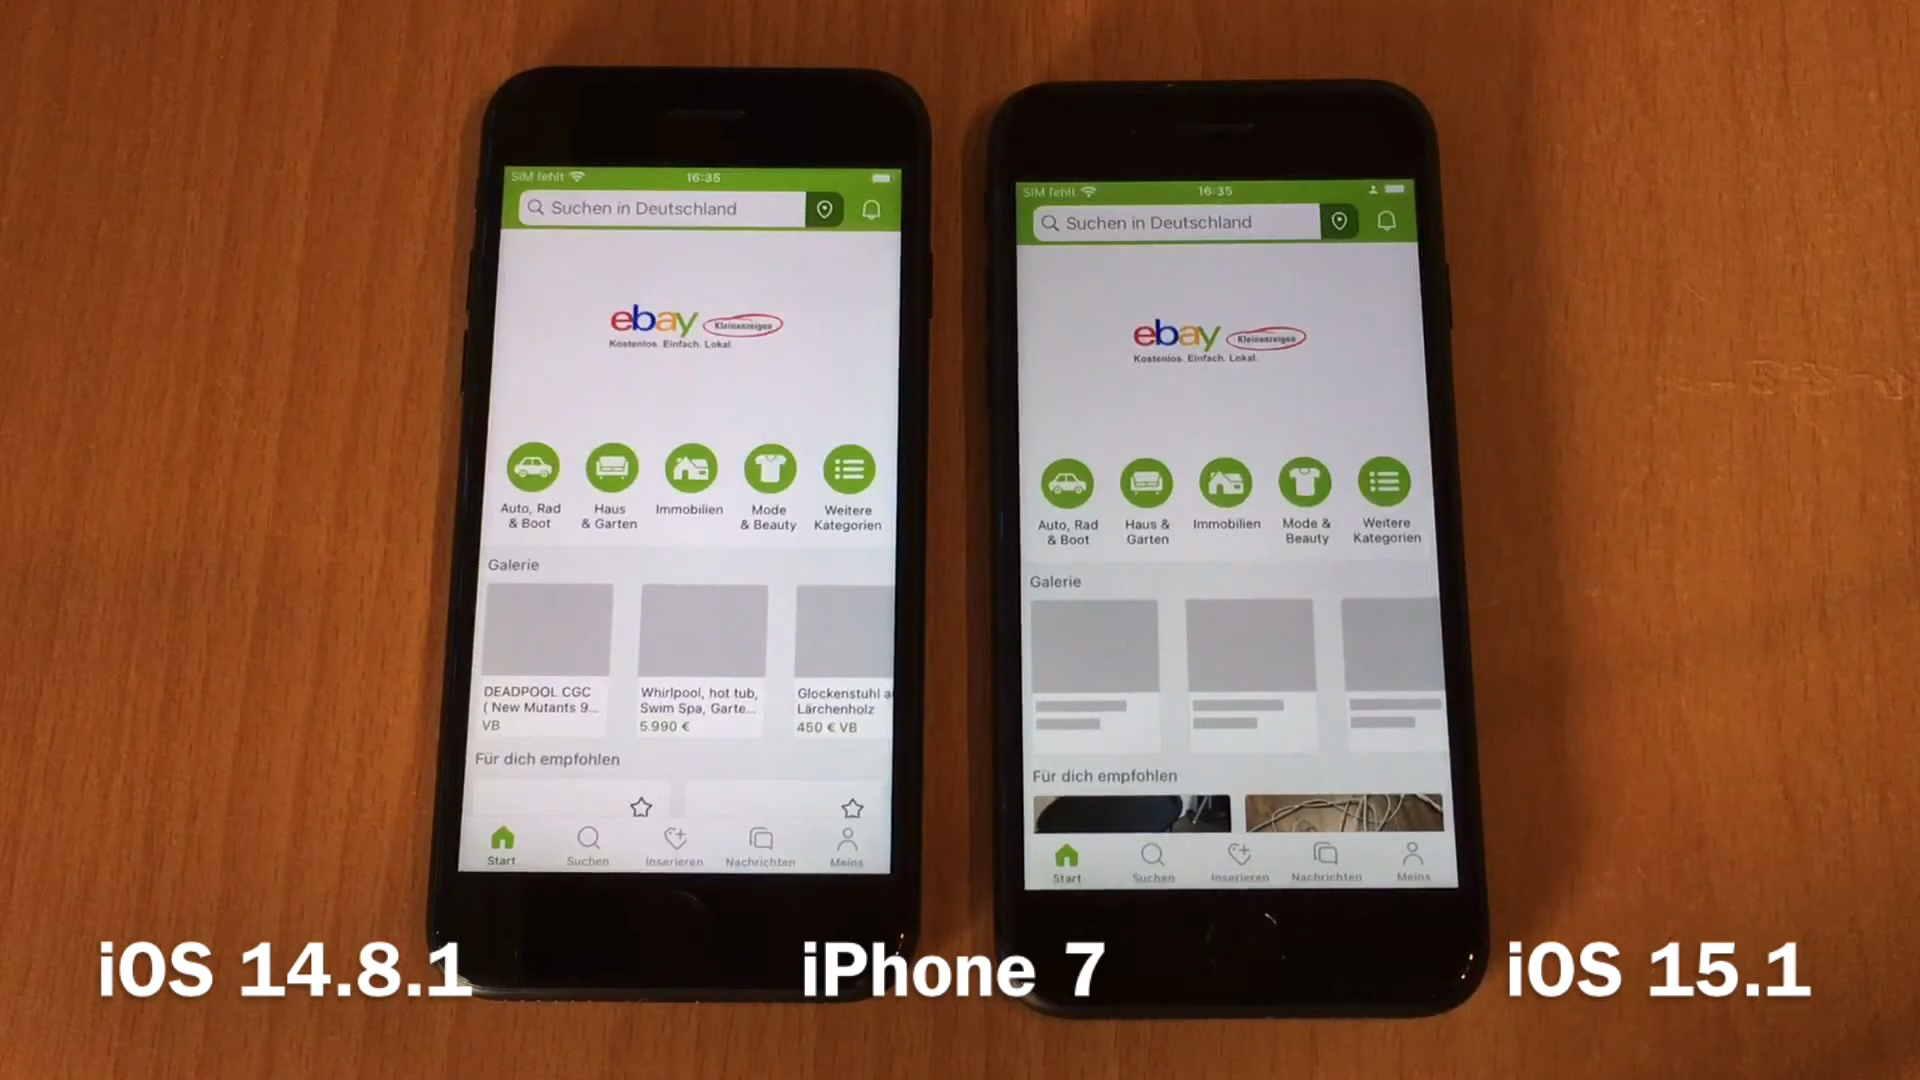 SIM fehlt 16:35
Suchen in Deutschland
ebay Kleinanzeigen
Kostenlos. Einfach. Lokal.
Auto, Rad
& Boot
Haus
& Garten
Immobilien
Mode
& Beauty
Weitere
Kategorien
Galerie
DEADPOOL CGC
( New Mutants 9...
VB
Whirlpool, hot tub,
Swim Spa, Garte...
5.990 €
Glockenstuhl a
Lärchenholz
450 € VB
Für dich empfohlen
Start
Suchen
Inserieren
Nachrichten
Meins
SIM fehlt 16:35
Suchen in Deutschland
ebay Kleinanzeigen
Kostenlos. Einfach. Lokal.
Auto, Rad
& Boot
Haus &
Garten
Immobilien
Mode &
Beauty
Weitere
Kategorien
Galerie
Für dich empfohlen
Start
Suchen
Inserieren
Nachrichten
Meins
iOS 14.8.1
iPhone 7
iOS 15.1